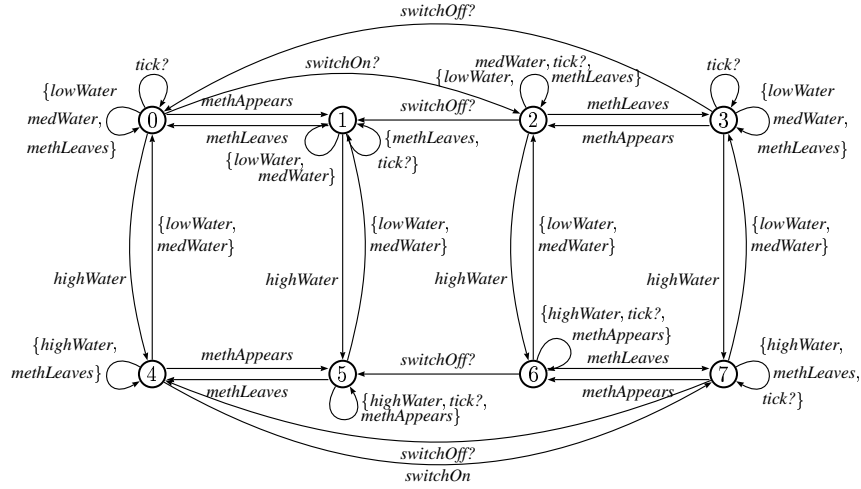 switchOff?
tick?
switchOn?
medWater, tick?,
tick?
{lowWater
medWater,
methLeaves}
{lowWater,
methLeaves}
{lowWater
medWater,
methLeaves}
0
methAppears
1
switchOff?
2
methLeaves
3
methLeaves
methAppears
{lowWater,
medWater}
{methLeaves,
tick?}
{lowWater,
medWater}
{lowWater,
medWater}
{lowWater,
medWater}
{lowWater,
medWater}
highWater
highWater
highWater
highWater
{highWater, tick?,
methAppears}
{highWater,
methLeaves}
4
methAppears
5
switchOff?
6
methLeaves
7
methLeaves
methAppears
{highWater,
methLeaves,
tick?}
{highWater, tick?,
methAppears}
switchOff?
switchOn